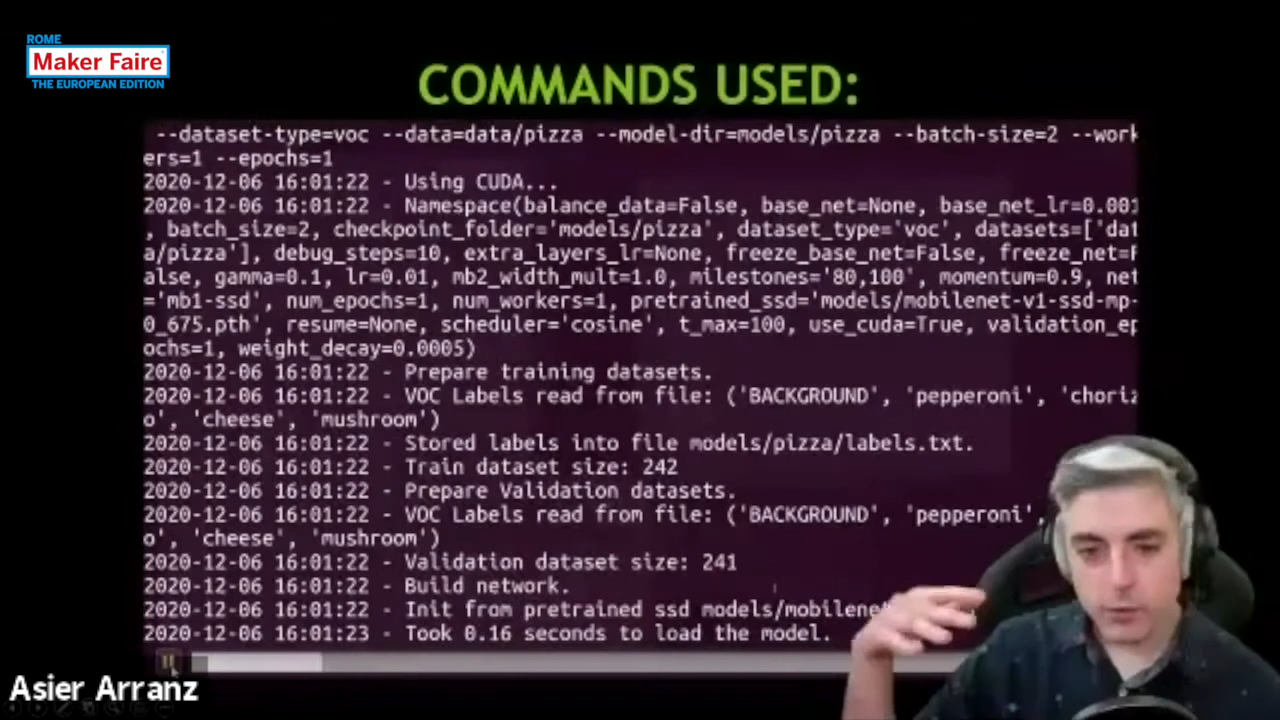 ROME
Maker Faire
THE EUROPEAN EDITION
COMMANDS USED:
--dataset-type=voc --data=data/pizza --model-dir=models/pizza --batch-size=2 --work
ers=1 --epochs=1
2020-12-06 16:01:22 - Using CUDA...
2020-12-06 16:01:22 - Namespace(balance_data=False, base_net=None, base_net_lr=0.001
, batch_size=2, checkpoint_folder='models/pizza', dataset_type='voc', datasets=['dat
a/pizza'], debug_steps=10, extra_layers_lr=None, freeze_base_net=False, freeze_net=F
alse, gamma=0.1, lr=0.01, mb2_width_mult=1.0, milestones='80,100', momentum=0.9, net
='mb1-ssd', num_epochs=1, num_workers=1, pretrained_ssd='models/mobilenet-v1-ssd-mp-
0_675.pth', resume=None, scheduler='cosine', t_max=100, use_cuda=True, validation_ep
ochs=1, weight_decay=0.0005)
2020-12-06 16:01:22 - Prepare training datasets.
2020-12-06 16:01:22 - VOC Labels read from file: ('BACKGROUND', 'pepperoni', 'choriz
o', 'cheese', 'mushroom')
2020-12-06 16:01:22 - Stored labels into file models/pizza/labels.txt.
2020-12-06 16:01:22 - Train dataset size: 242
2020-12-06 16:01:22 - Prepare Validation datasets.
2020-12-06 16:01:22 - VOC Labels read from file: ('BACKGROUND', 'pepperoni'
o', 'cheese', 'mushroom')
2020-12-06 16:01:22 - Validation dataset size: 241
2020-12-06 16:01:22 - Build network.
2020-12-06 16:01:22 - Init from pretrained ssd models/mobilenet
2020-12-06 16:01:23 - Took 0.16 seconds to load the model.
Asier Arranz